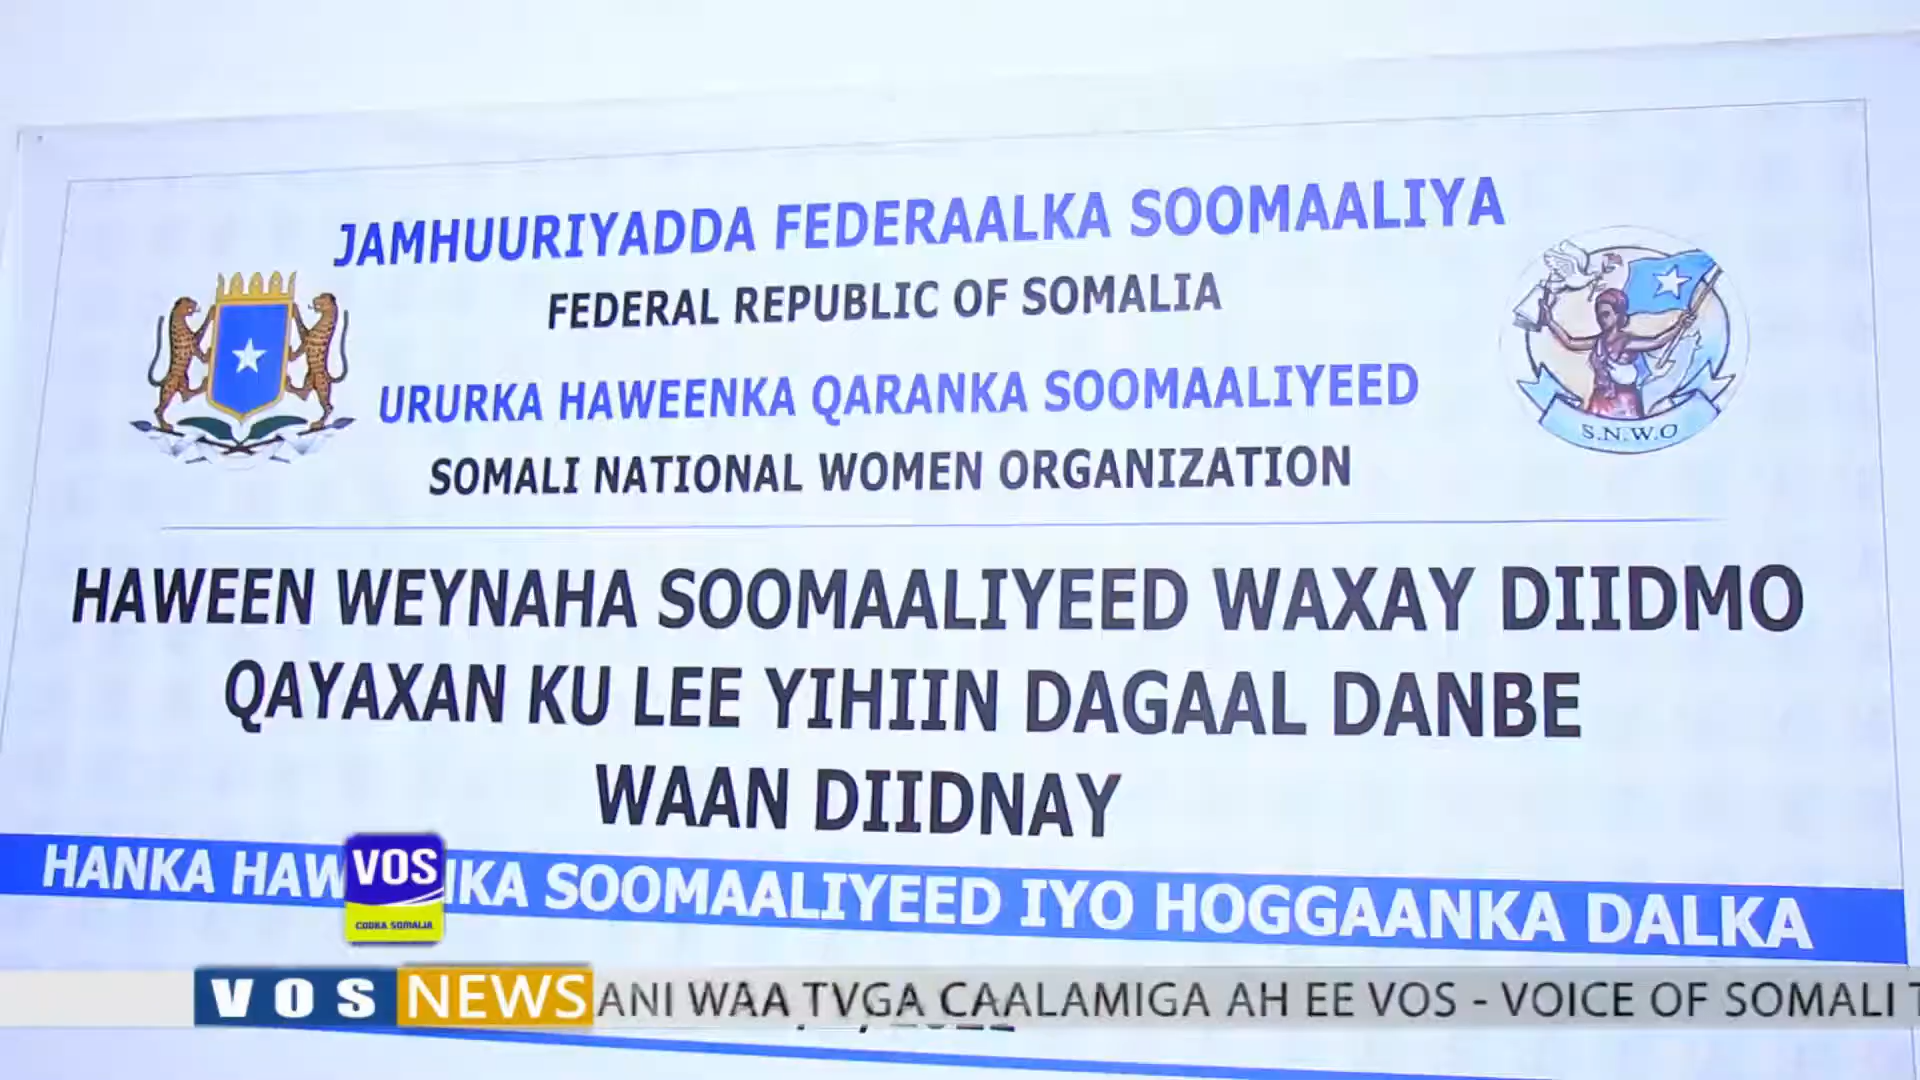 JAMHUURIYADDA FEDERAALKA SOOMAALIYA
FEDERAL REPUBLIC OF SOMALIA
URURKA HAWEENKA QARANKA SOOMAALIYEED
SOMALI NATIONAL WOMEN ORGANIZATION
S.N.W.O
HAWEEN WEYNAHA SOOMAALIYEED WAXAY DIIDMO
QAYAXAN KU LEE YIHIIN DAGAAL DANBE
WAAN DIIDNAY
HANKA SOOMAALIYEED IYO HOGGAANKA DALKA
VOS
CODKA SOMALIA
VOS NEWS
ANI WAA TVGA CAALAMIGA AH EE VOS - VOICE OF SOMALI T